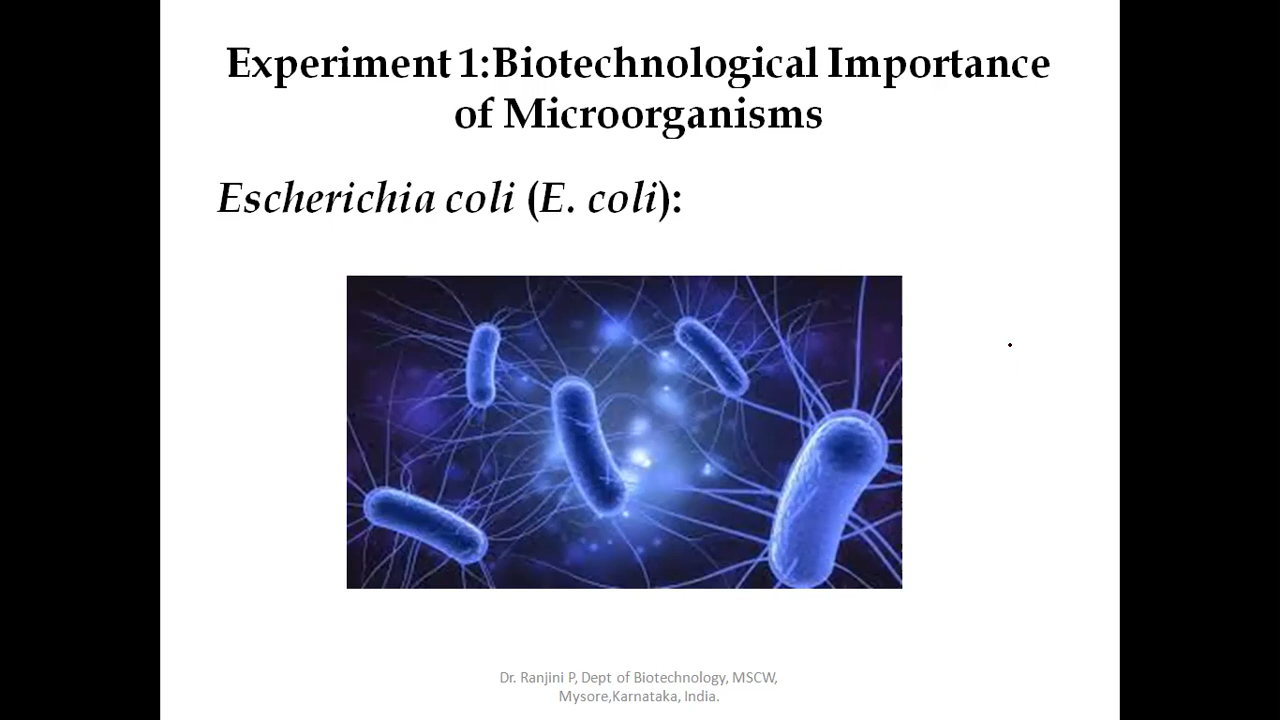 Experiment 1:Biotechnological Importance
of Microorganisms
Escherichia coli (E. coli):
Dr. Ranjini P, Dept of Biotechnology, MSCW,
Mysore,Karnataka, India.